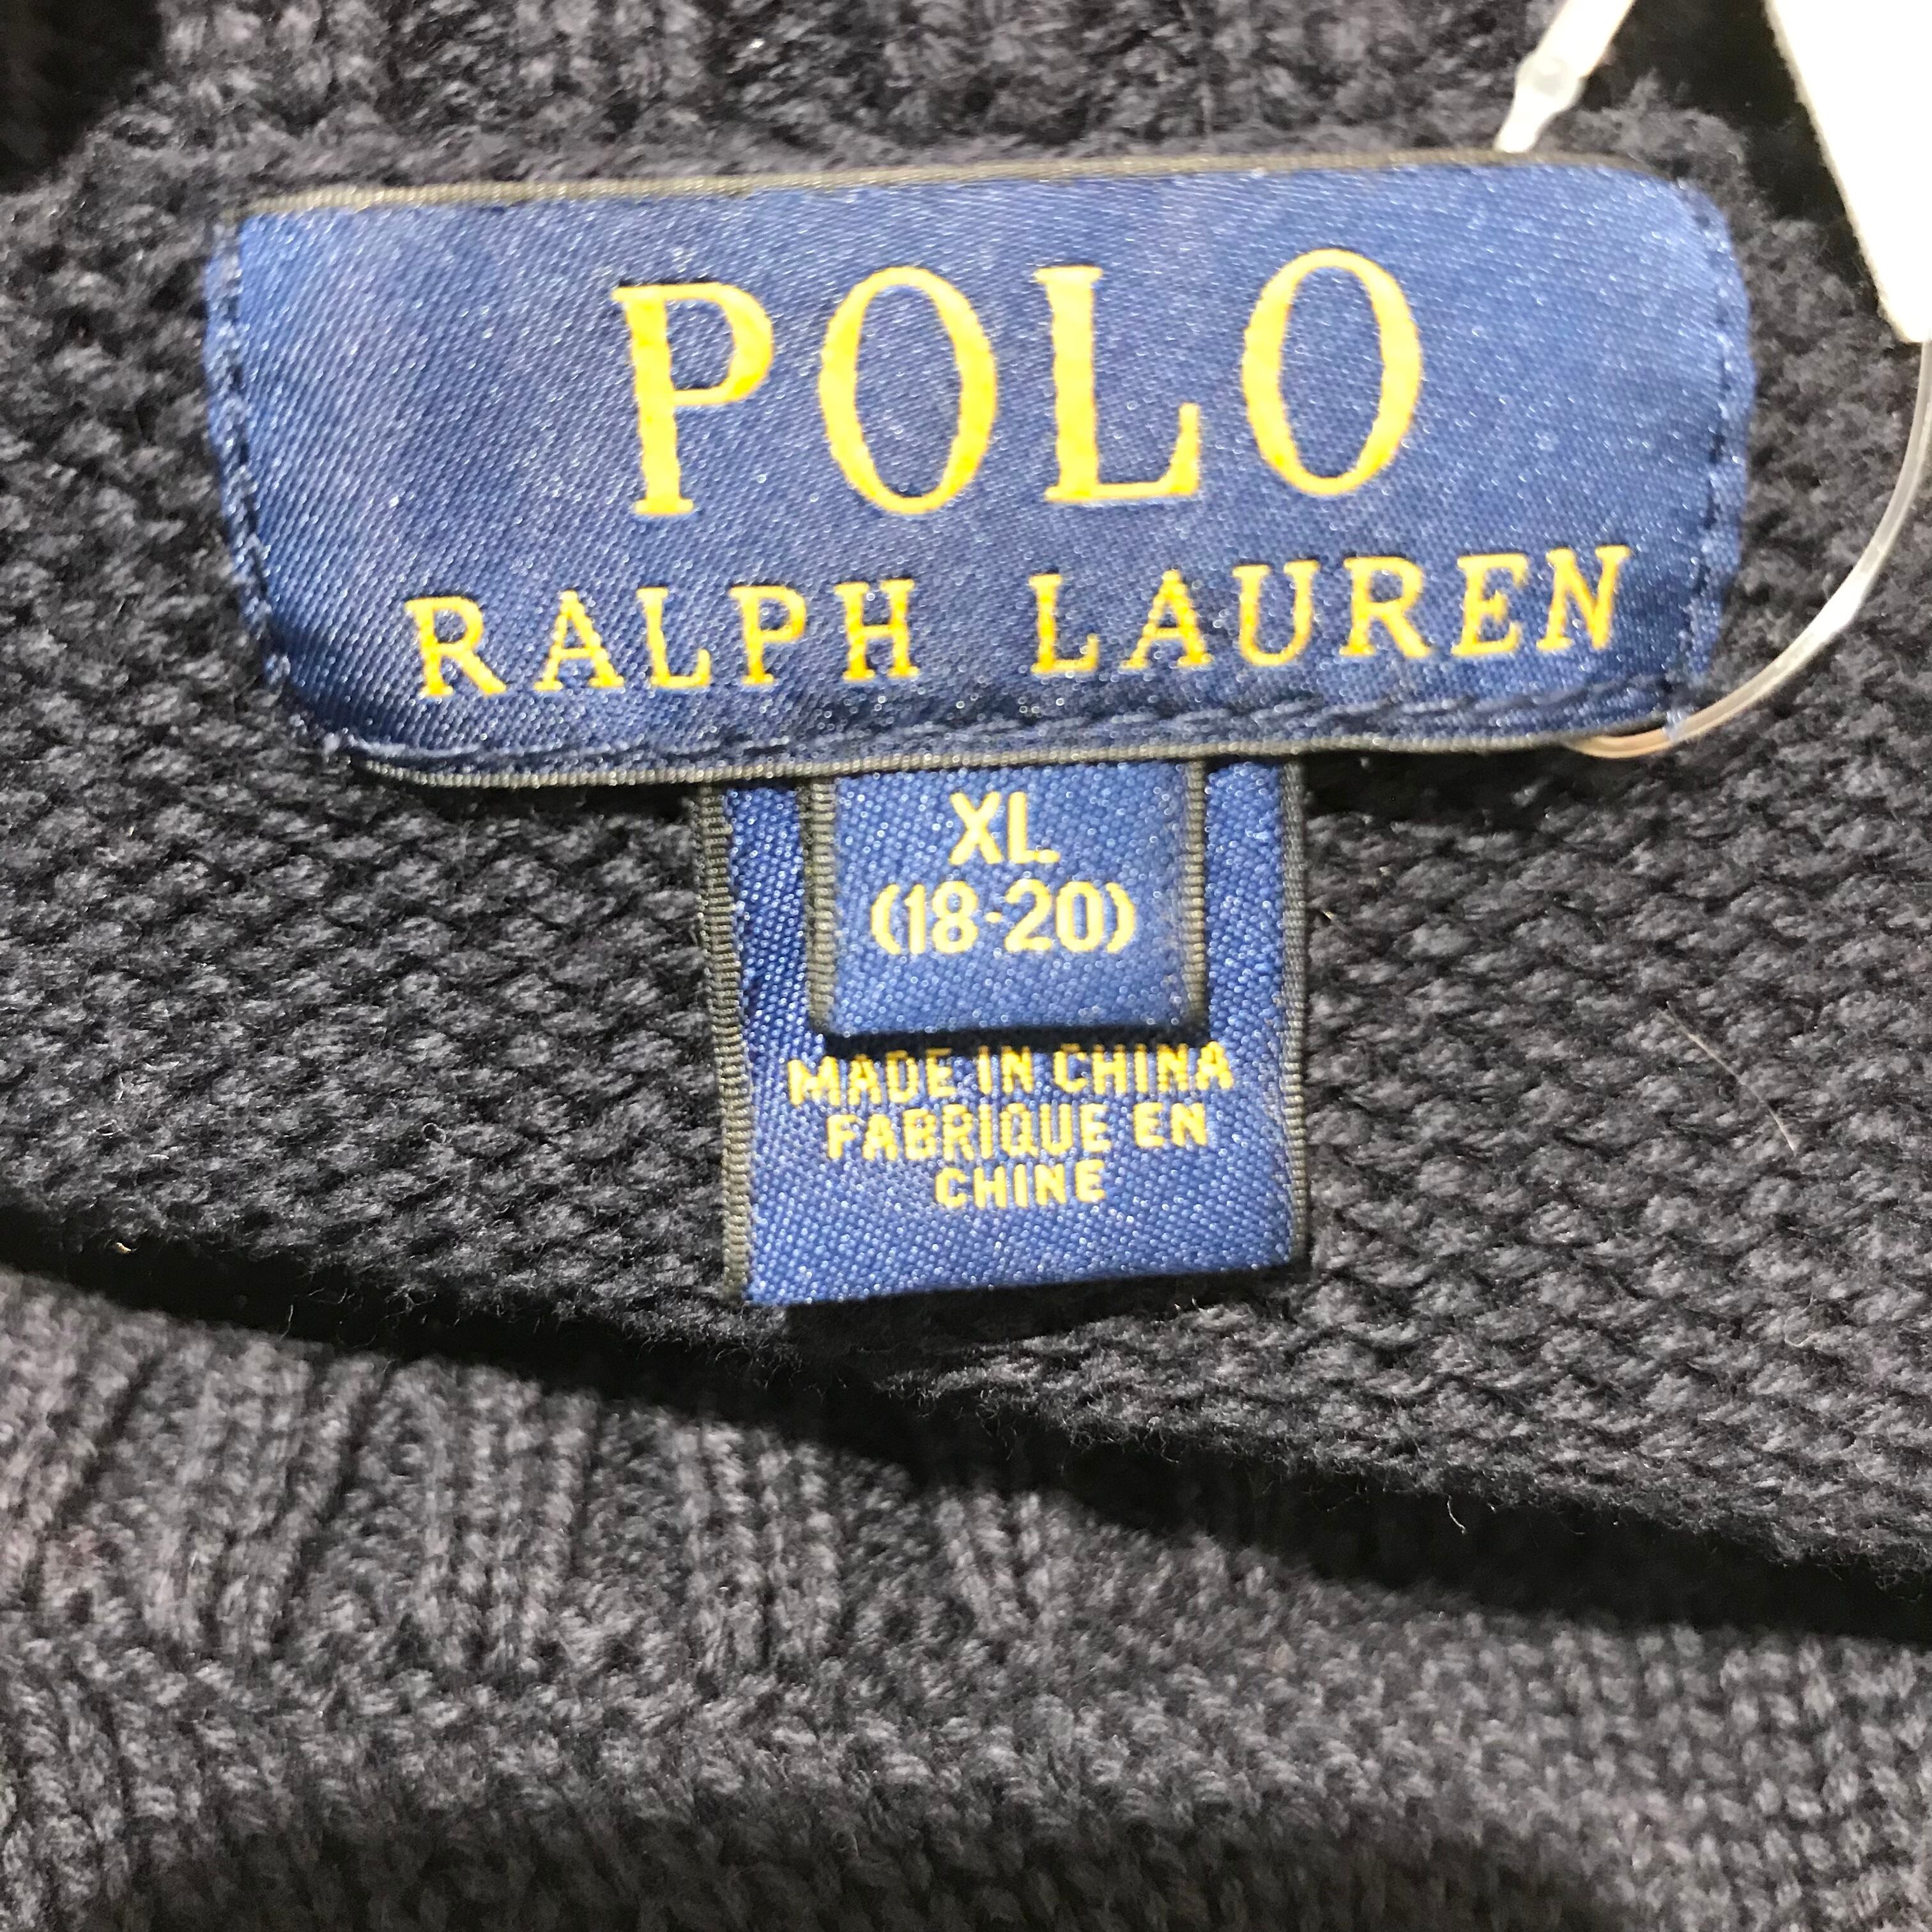 POLO
RALPH LAUREN
XL
(18-20)
MADE IN CHINA
FABRIQUE EN
CHINE